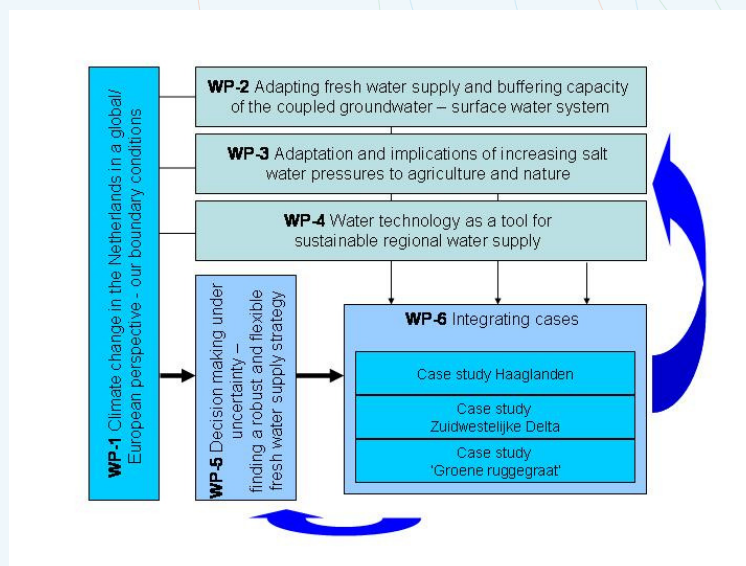 WP-1 Climate change in the Netherlands in a global/
European perspective - our boundary conditions
WP-2 Adapting fresh water supply and buffering capacity
of the coupled groundwater – surface water system
WP-3 Adaptation and implications of increasing salt
water pressures to agriculture and nature
WP-4 Water technology as a tool for
sustainable regional water supply
WP-5 Decision making under
uncertainty –
finding a robust and flexible
fresh water supply strategy
WP-6 Integrating cases
Case study Haaglanden
Case study
Zuidwestelijke Delta
Case study
'Groene ruggegraat'